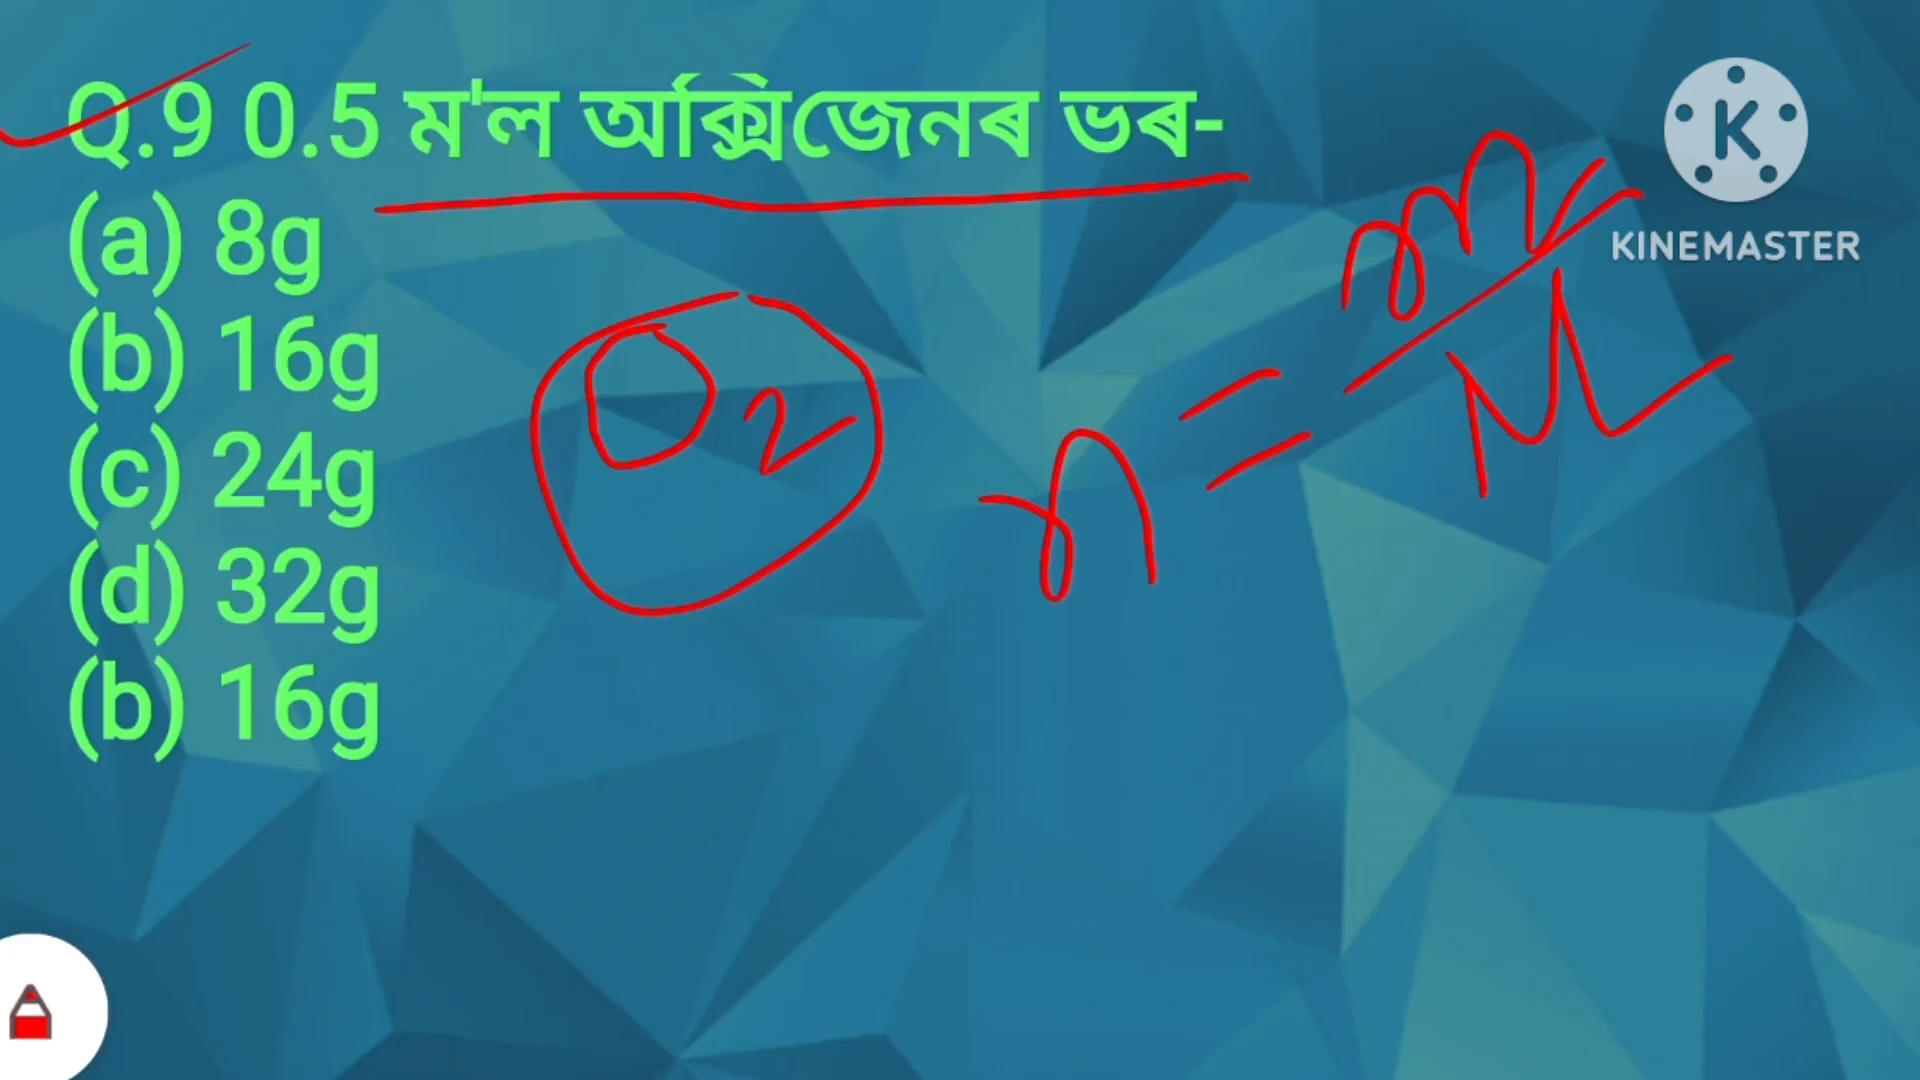 Q.9 0.5 ম'ল অক্সিজেনৰ ভৰ-
(a) 8g
(b) 16g
(c) 24g
(d) 32g
(b) 16g
O2
n = m/M
K
KINEMASTER